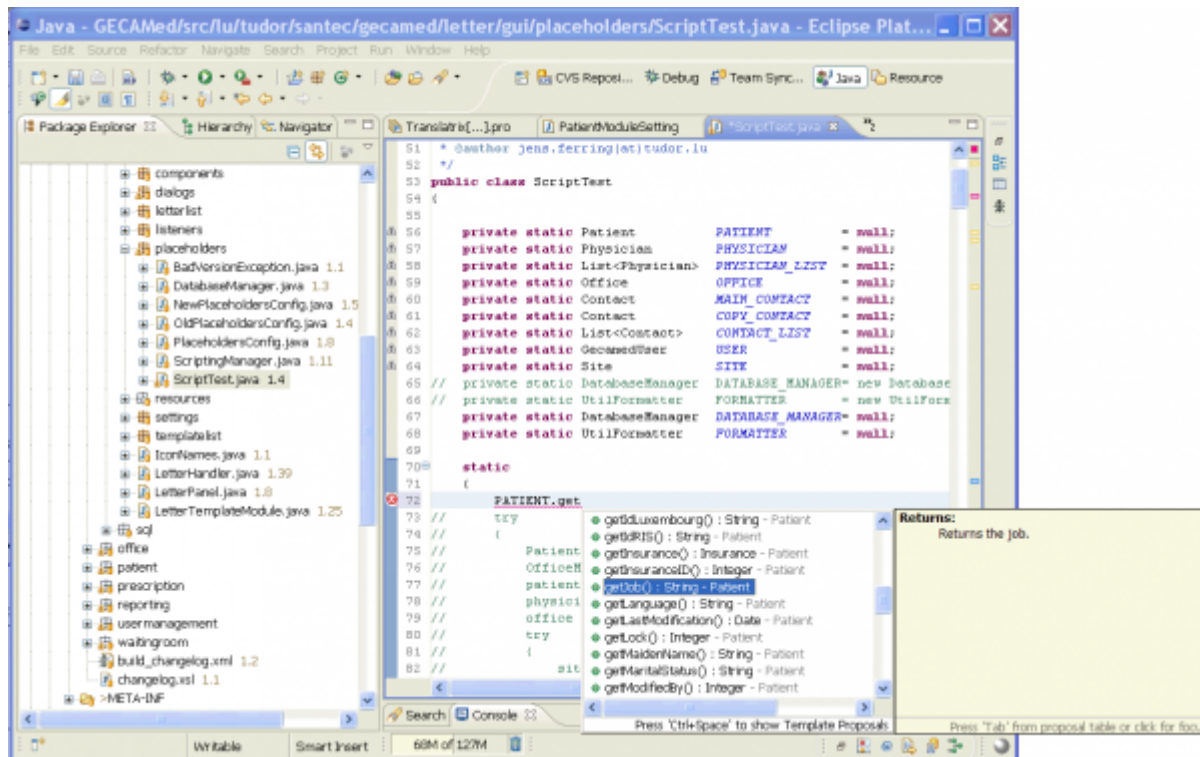 Java - GECAMed/src/lu/tudor/santec/gecamed/letter/gui/placeholders/ScriptTest.java - Eclipse Plat...
File Edit Source Refactor Navigate Search Project Run Window Help
CVS Reposi... Debug Team Sync... Java Resource
Package Explorer Hierarchy Navigator
components
dialogs
letterlist
listeners
placeholders
BadVersionException.java 1.1
DatabaseManager.java 1.3
NewPlaceholdersConfig.java 1.5
OldPlaceholdersConfig.java 1.4
PlaceholdersConfig.java 1.8
ScriptingManager.java 1.11
ScriptTest.java 1.4
resources
settings
templatelist
IconNames.java 1.1
LetterHandler.java 1.39
LetterPanel.java 1.8
LetterTemplateModule.java 1.25
sql
office
patient
prescription
reporting
usermanagement
waitingroom
build_changelog.xml 1.2
changelog.xsl 1.1
>META-INF
Translatrix[...].pro PatientModuleSetting *ScriptTest.java 2
51 * @author jens.ferring(at)tudor.lu
52 */
53 public class ScriptTest
54 {
55
56 private static Patient PATIENT = null;
57 private static Physician PHYSICIAN = null;
58 private static List<Physician> PHYSICIAN_LIST = null;
59 private static Office OFFICE = null;
60 private static Contact MAIN_CONTACT = null;
61 private static Contact COPY_CONTACT = null;
62 private static List<Contact> CONTACT_LIST = null;
63 private static GecamedUser USER = null;
64 private static Site SITE = null;
65 // private static DatabaseManager DATABASE_MANAGER= new Database
66 // private static UtilFormatter FORMATTER = new UtilForm
67 private static DatabaseManager DATABASE_MANAGER= null;
68 private static UtilFormatter FORMATTER = null;
69
70 static
71 {
72 PATIENT.get
73 // try
74 // {
75 // Patient
76 // OfficeM
77 // patient
78 // physici
79 // office
80 // try
81 // {
82 // sit
getIdLuxembourg() : String - Patient
getIdRIS() : String - Patient
getInsurance() : Insurance - Patient
getInsuranceID() : Integer - Patient
getJob() : String - Patient
getLanguage() : String - Patient
getLastModification() : Date - Patient
getLock() : Integer - Patient
getMaidenName() : String - Patient
getMaritalStatus() : String - Patient
getModifiedBy() : Integer - Patient
Press 'Ctrl+Space' to show Template Proposals
Returns:
Returns the job.
Press 'Tab' from proposal table or click for foc.
Search Console
Writable Smart Insert 68M of 127M